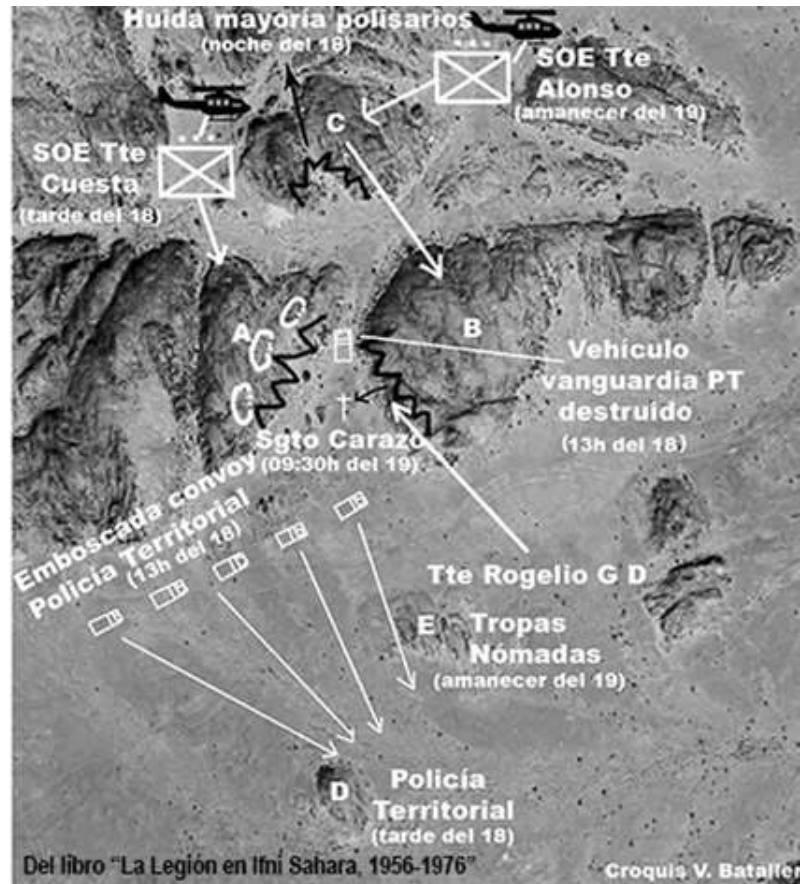 Huida mayoría polisarios
(noche del 18)
SOE Tte
Alonso
(amanecer del 19)
SOE Tte
Cuesta
(tarde del 18)
C
A
B
Vehículo
vanguardia PT
destruido
(13h del 18)
Sgto Carazo
(09:30h del 19)
Emboscada convoy
Policía Territorial
(13h del 18)
Tte Rogelio G D
E
Tropas
Nómadas
(amanecer del 19)
D
Policía
Territorial
(tarde del 18)
Del libro "La Legión en Ifni Sahara, 1956-1976"
Croquis V. Bataller